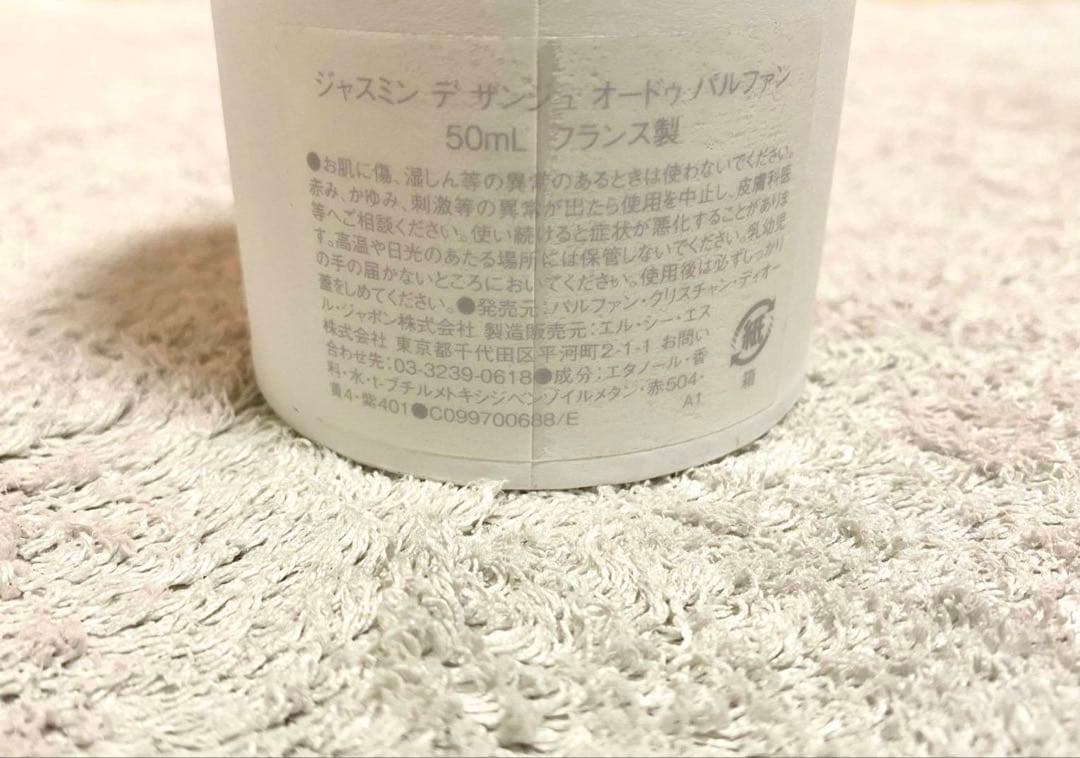 ジャスミン デ ザンジュ オードゥ パルファン
50mL フランス製
●お肌に傷、湿しん等の異常のあるときは使わないでください。
赤み、かゆみ、刺激等の異常が出たら使用を中止し、皮膚科医
等へご相談ください。使い続けると症状が悪化することがありま
す。高温や日光のあたる場所には保管しないでください。乳幼児
の手の届かないところにおいてください。使用後は必ずしっかり
蓋をしめてください。●発売元:パルファン・クリスチャン・ディオー
ル・ジャポン株式会社 製造販売元:エル・シー・エス
株式会社 東京都千代田区平河町2-1-1 お問い
合わせ先:03-3239-0618●成分:エタノール・香
料・水・t-ブチルメトキシジベンゾイルメタン・赤504・
黄4・紫401●C099700688/E
A1
紙
箱